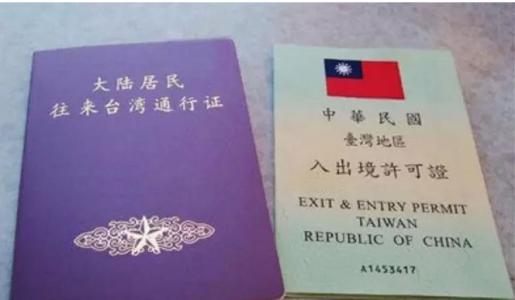 大陆居民
往来台湾通行证
中華民國
臺灣地區
入出境許可證
EXIT & ENTRY PERMIT
TAIWAN
REPUBLIC OF CHINA
A1453417